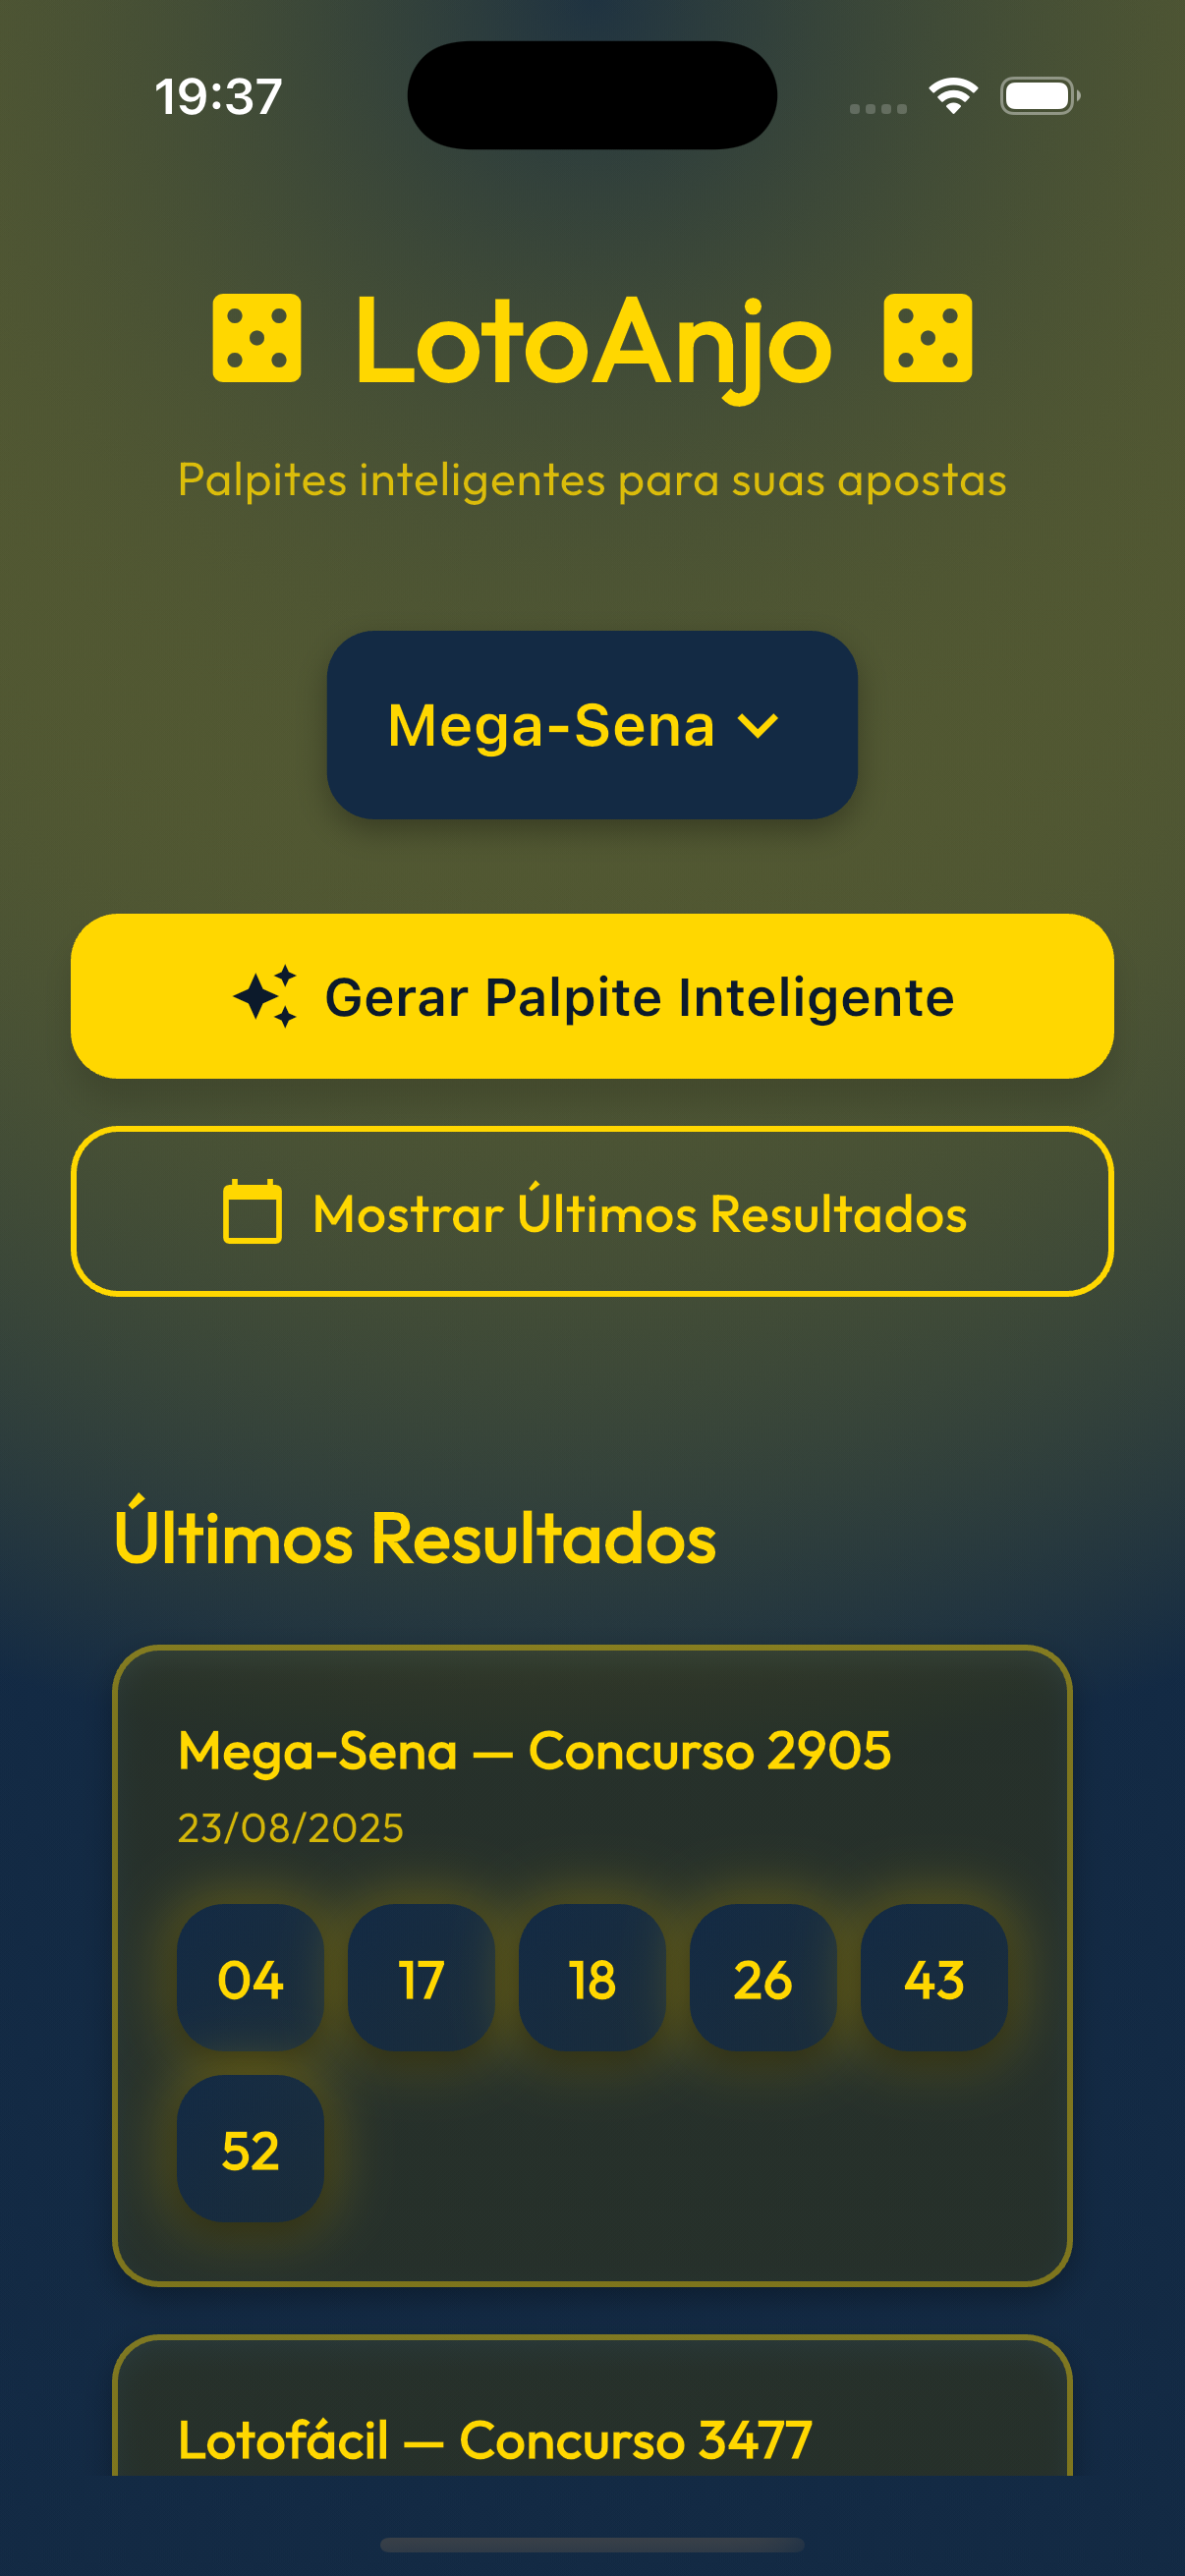 19:37
LotoAnjo
Palpites inteligentes para suas apostas
Mega-Sena
Gerar Palpite Inteligente
Mostrar Últimos Resultados
Últimos Resultados
Mega-Sena — Concurso 2905
23/08/2025
04 17 18 26 43
52
Lotofácil — Concurso 3477